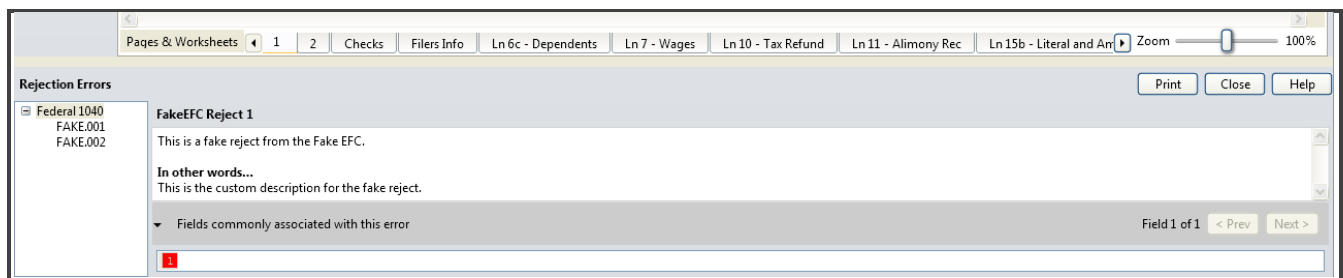 Pages & Worksheets 1 2 Checks Filers Info Ln 6c - Dependents Ln 7 - Wages Ln 10 - Tax Refund Ln 11 - Alimony Rec Ln 15b - Literal and Am Zoom 100%
Rejection Errors Print Close Help
Federal 1040
FakeEFC Reject 1
FAKE.001
FAKE.002
This is a fake reject from the Fake EFC.
In other words...
This is the custom description for the fake reject.
Fields commonly associated with this error Field 1 of 1 < Prev Next >
1